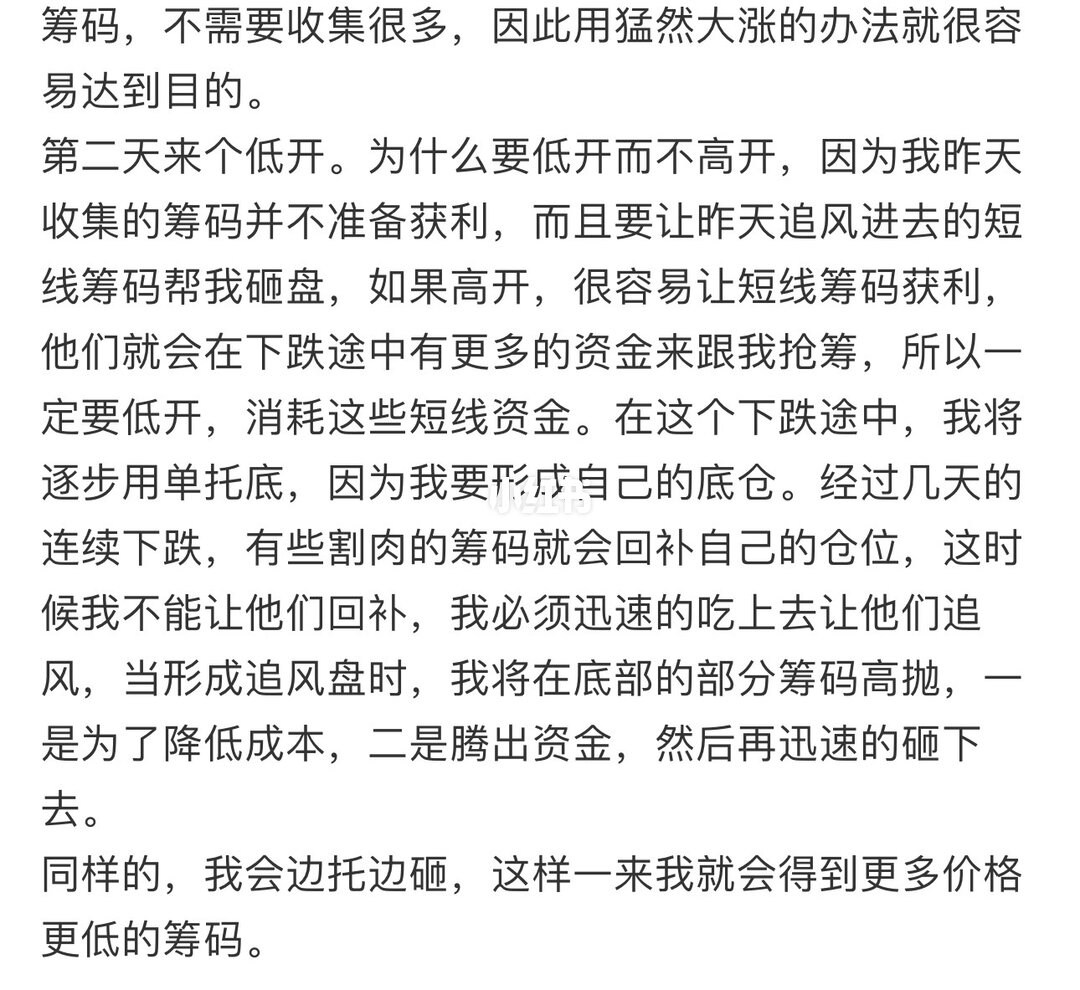 筹码，不需要收集很多，因此用猛然大涨的办法就很容
易达到目的。
第二天来个低开。为什么要低开而不高开，因为我昨天
收集的筹码并不准备获利，而且要让昨天追风进去的短
线筹码帮我砸盘，如果高开，很容易让短线筹码获利，
他们就会在下跌途中有更多的资金来跟我抢筹，所以一
定要低开，消耗这些短线资金。在这个下跌途中，我将
逐步用单托底，因为我要形成自己的底仓。经过几天的
小红书
连续下跌，有些割肉的筹码就会回补自己的仓位，这时
候我不能让他们回补，我必须迅速的吃上去让他们追
风，当形成追风盘时，我将在底部的部分筹码高抛，一
是为了降低成本，二是腾出资金，然后再迅速的砸下
去。
同样的，我会边托边砸，这样一来我就会得到更多价格
更低的筹码。